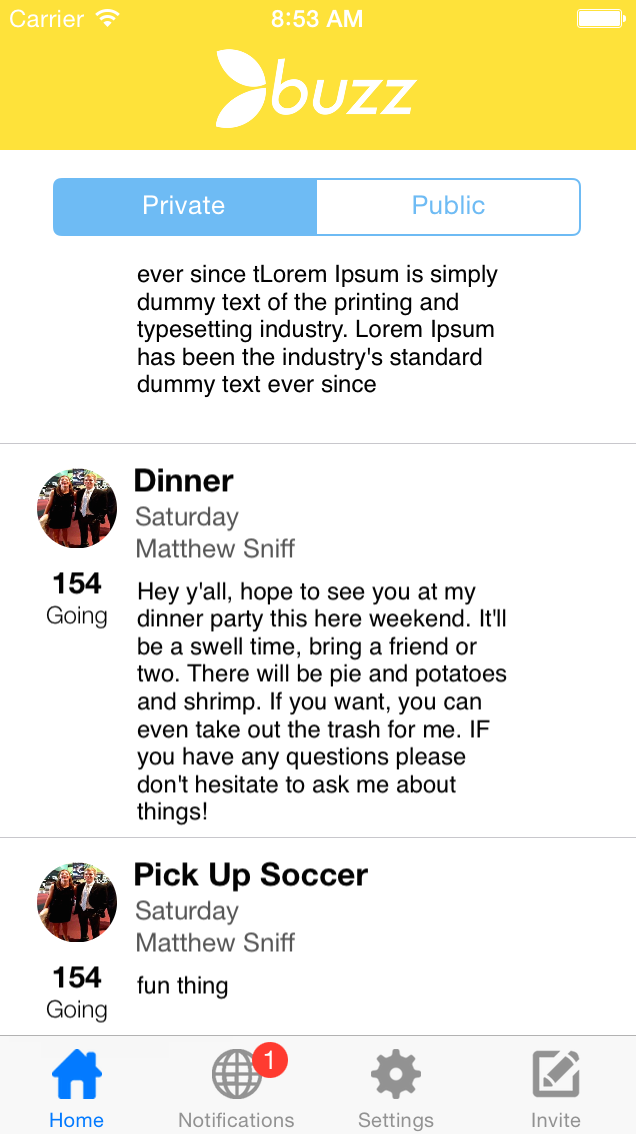 Carrier 8:53 AM
buzz
Private Public
ever since tLorem Ipsum is simply
dummy text of the printing and
typesetting industry. Lorem Ipsum
has been the industry's standard
dummy text ever since
Dinner
Saturday
Matthew Sniff
154
Going
Hey y'all, hope to see you at my
dinner party this here weekend. It'll
be a swell time, bring a friend or
two. There will be pie and potatoes
and shrimp. If you want, you can
even take out the trash for me. IF
you have any questions please
don't hesitate to ask me about
things!
Pick Up Soccer
Saturday
Matthew Sniff
154
Going
fun thing
1
Home Notifications Settings Invite